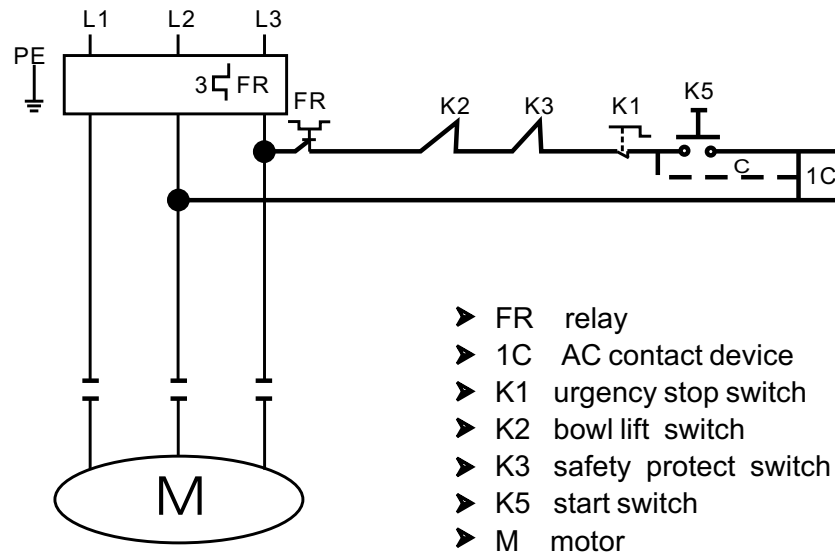 L1 L2 L3
PE
3 FR
FR K2 K3 K1 K5
C
1C
FR relay
1C AC contact device
K1 urgency stop switch
K2 bowl lift switch
K3 safety protect switch
K5 start switch
M motor
M